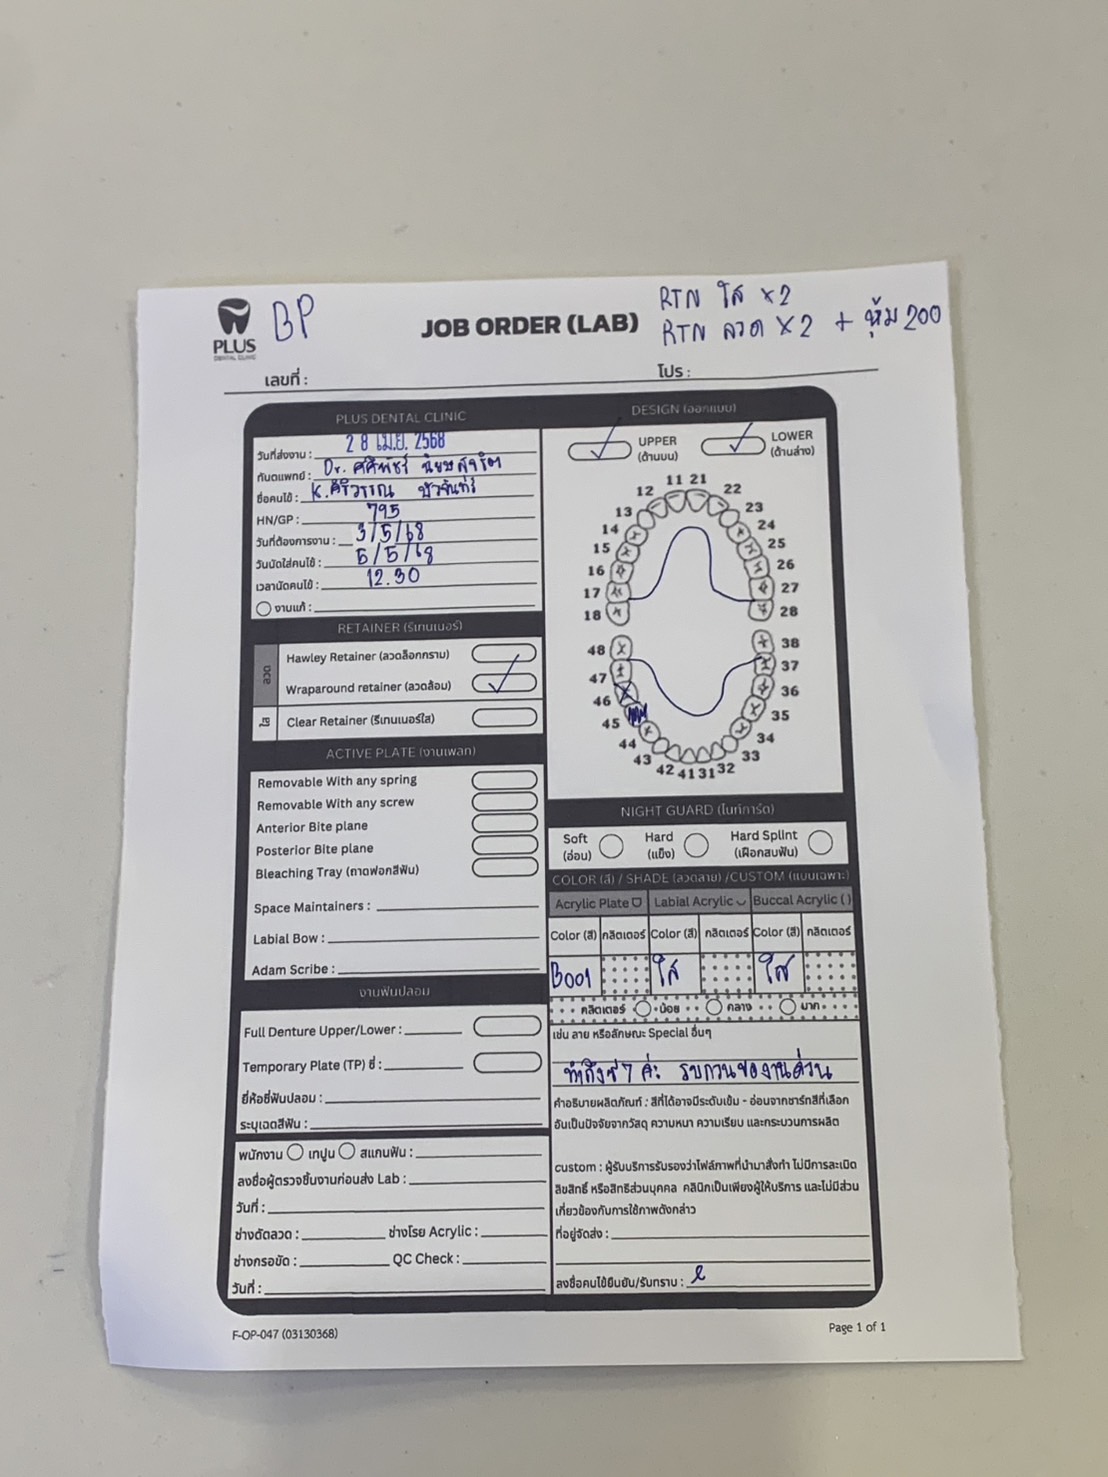 PLUS
DENTAL CLINIC
BP
JOB ORDER (LAB)
RTN ใส x2
RTN ลวด x2 + หุ้ม 200
เลขที่ :
โปร :
PLUS DENTAL CLINIC
วันที่ส่งงาน : 28 เม.ย. 2568
ทันตแพทย์ : Dr.
ชื่อคนไข้ : K. ศิริวรรณ
HN/GP : 795
วันที่ต้องการงาน : 3/5/68
วันนัดใส่คนไข้ : 5/5/68
เวลานัดคนไข้ : 12.30
งานแก้ :
RETAINER (รีเทนเนอร์)
ลวด
Hawley Retainer (ลวดล็อกกราม)
Wraparound retainer (ลวดล้อม)
ใส
Clear Retainer (รีเทนเนอร์ใส)
ACTIVE PLATE (งานเพลท)
Removable With any spring
Removable With any screw
Anterior Bite plane
Posterior Bite plane
Bleaching Tray (ถาดฟอกสีฟัน)
Space Maintainers :
Labial Bow :
Adam Scribe :
งานฟันปลอม
Full Denture Upper/Lower :
Temporary Plate (TP) ซี่ :
ยี่ห้อซี่ฟันปลอม :
ระบุเฉดสีฟัน :
พนักงาน เทปูน สแกนฟัน :
ลงชื่อผู้ตรวจชิ้นงานก่อนส่ง Lab :
วันที่ :
ช่างดัดลวด : ช่างโรย Acrylic :
ช่างกรอขัด : QC Check :
วันที่ :
DESIGN (ออกแบบ)
UPPER
(ด้านบน)
LOWER
(ด้านล่าง)
11 21
12 22
13 23
14 24
15 25
16 26
17 27
18 28
48 38
47 37
46 36
45 35
44 34
43 33
42 41 31 32
NIGHT GUARD (ไนท์การ์ด)
Soft
(อ่อน)
Hard
(แข็ง)
Hard Splint
(เฝือกสบฟัน)
COLOR (สี) / SHADE (ลวดลาย) /CUSTOM (แบบเฉพาะ)
Acrylic Plate Labial Acrylic Buccal Acrylic ( )
Color (สี) กลิตเตอร์ Color (สี) กลิตเตอร์ Color (สี) กลิตเตอร์
B001 ใส ใส
กลิตเตอร์ น้อย กลาง มาก
เช่น ลาย หรือลักษณะ Special อื่นๆ
ทำถึงซี่ 7 ค่ะ รบกวนของานด่วน
คำอธิบายผลิตภัณฑ์ : สีที่ได้อาจมีระดับเข้ม - อ่อนจากชาร์ทสีที่เลือก
อันเป็นปัจจัยจากวัสดุ ความหนา ความเรียบ และกระบวนการผลิต
custom : ผู้รับบริการรับรองว่าไฟล์ภาพที่นำมาสั่งทำ ไม่มีการละเมิด
ลิขสิทธิ์ หรือสิทธิส่วนบุคคล คลินิกเป็นเพียงผู้ให้บริการ และไม่มีส่วน
เกี่ยวข้องกับการใช้ภาพดังกล่าว
ที่อยู่จัดส่ง :
ลงชื่อคนไข้ยืนยัน/รับทราบ :
F-OP-047 (03130368)
Page 1 of 1